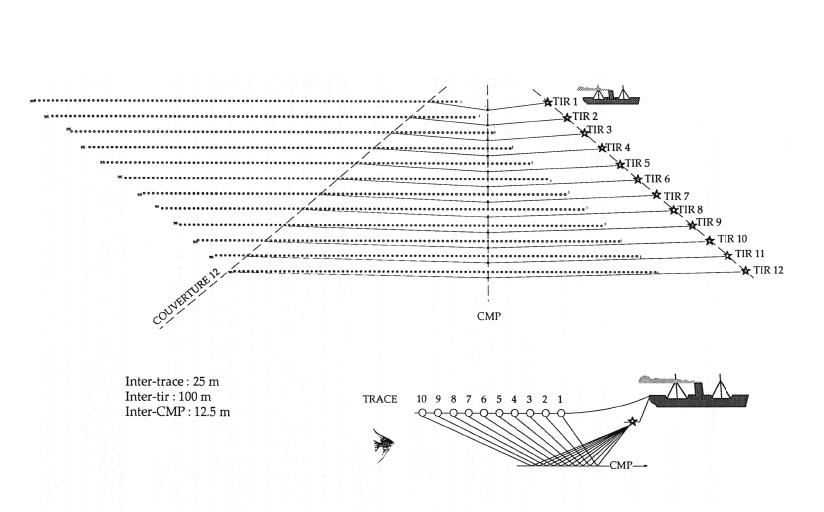 TIR 1
TIR 2
TIR 3
TIR 4
TIR 5
TIR 6
TIR 7
TIR 8
TIR 9
TIR 10
TIR 11
TIR 12
COUVERTURE 12
CMP
Inter-trace : 25 m
Inter-tir : 100 m
Inter-CMP : 12.5 m
TRACE 10 9 8 7 6 5 4 3 2 1
CMP